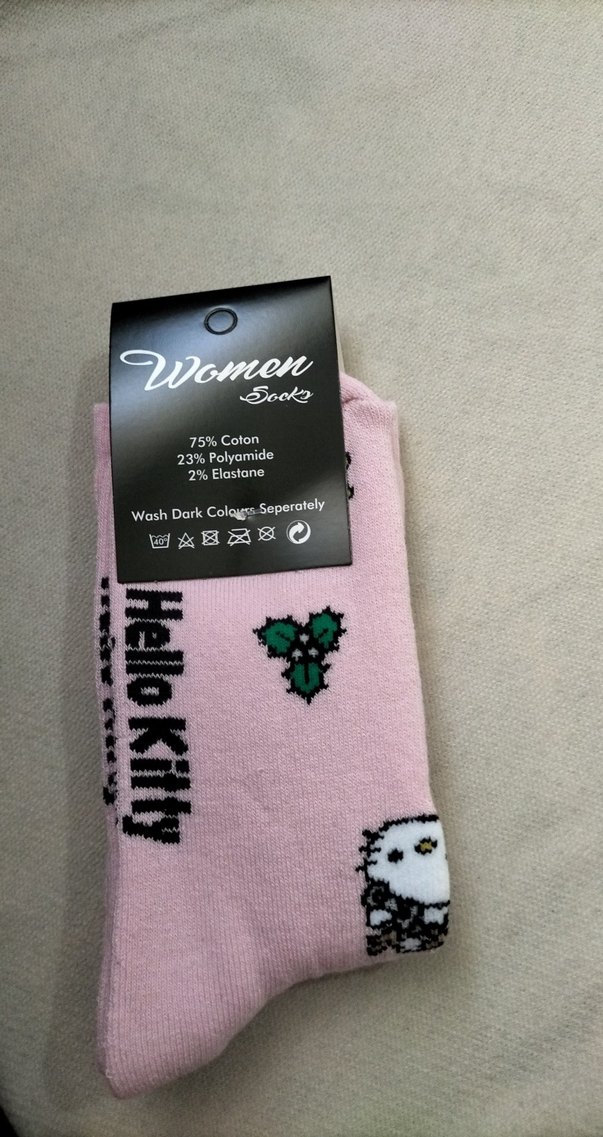 Women
Socks
75% Coton
23% Polyamide
2% Elastane
Wash Dark Colours Seperately
40°
Hello Kitty